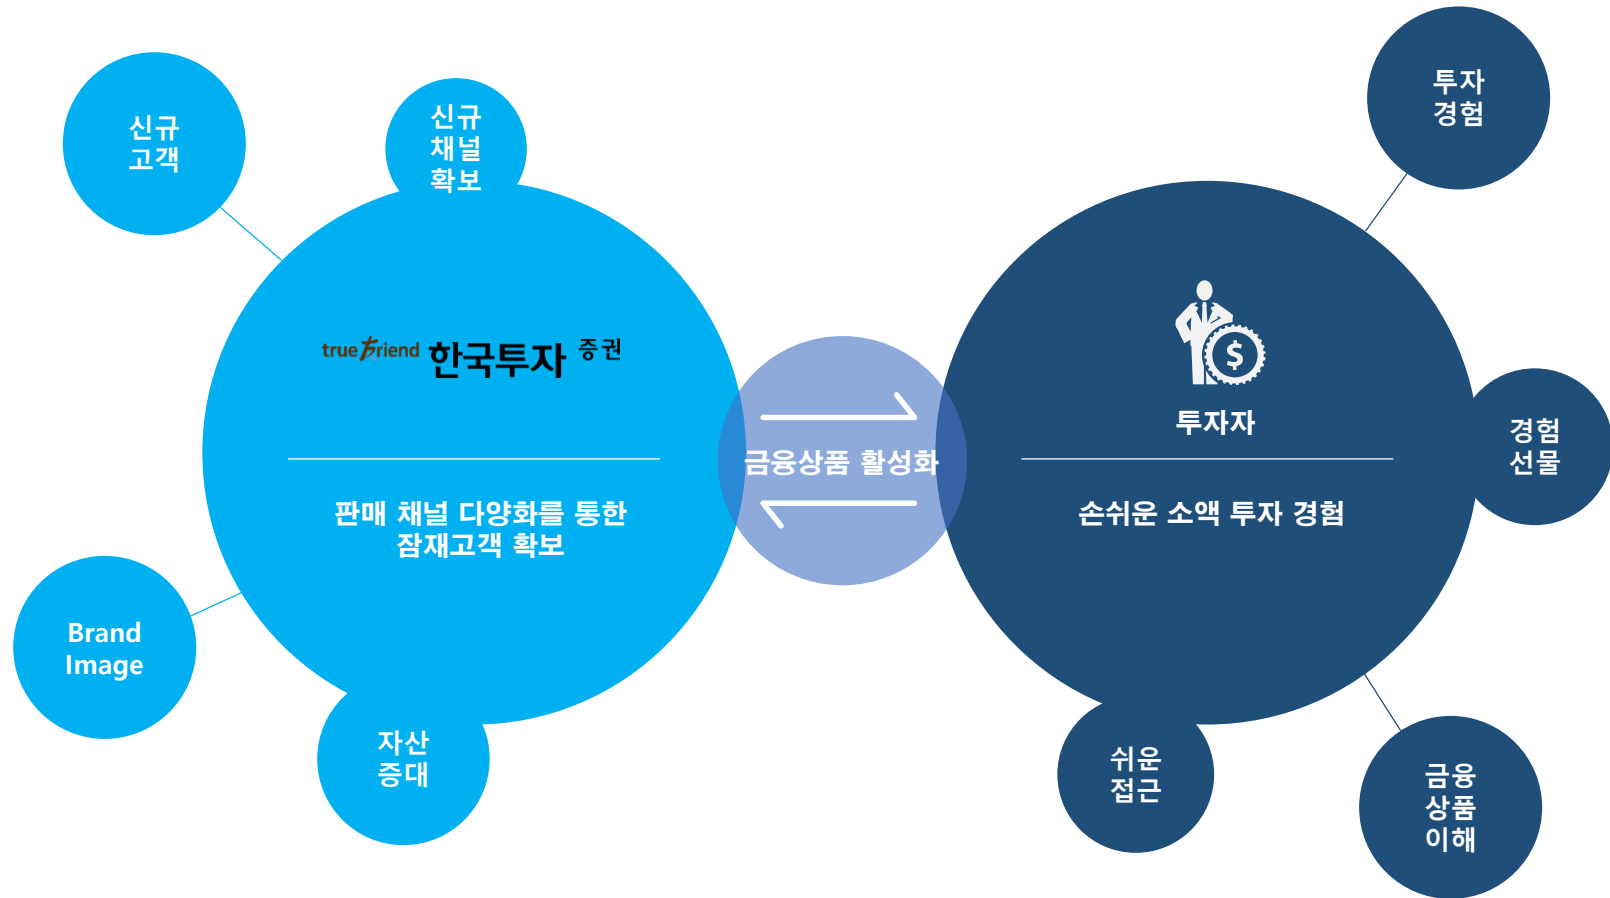 신규
고객
신규
채널
확보
true friend 한국투자 증권
판매 채널 다양화를 통한
잠재고객 확보
Brand
Image
자산
증대
금융상품 활성화
투자
경험
$
투자자
손쉬운 소액 투자 경험
경험
선물
쉬운
접근
금융
상품
이해